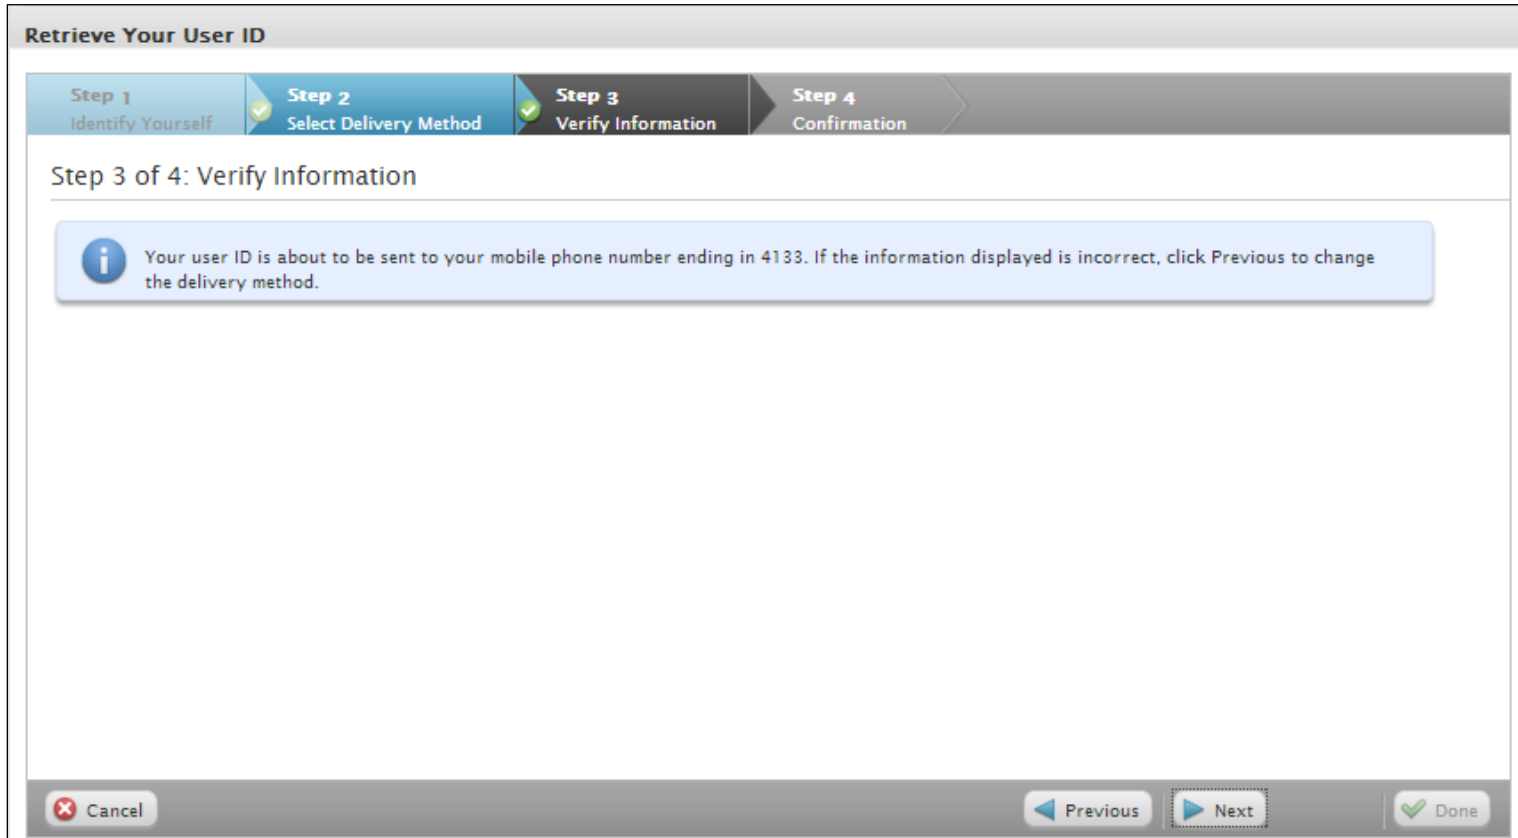 Retrieve Your User ID
Step 1
Identify Yourself
Step 2
Select Delivery Method
Step 3
Verify Information
Step 4
Confirmation
Step 3 of 4: Verify Information
Your user ID is about to be sent to your mobile phone number ending in 4133. If the information displayed is incorrect, click Previous to change
the delivery method.
Cancel
Previous
Next
Done